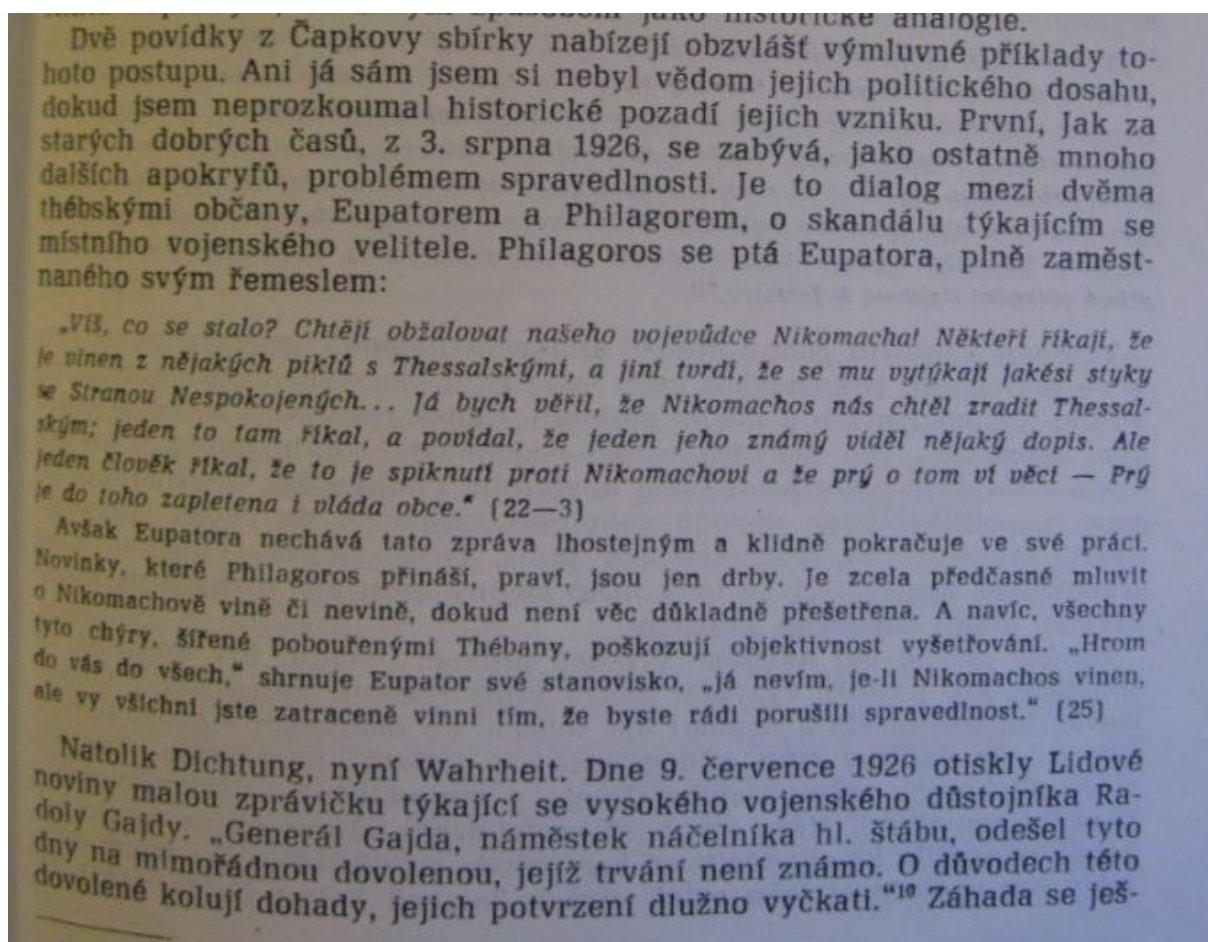 jako historické analogie.
Dvě povídky z Čapkovy sbírky nabízejí obzvlášť výmluvné příklady to-
hoto postupu. Ani já sám jsem si nebyl vědom jejich politického dosahu,
dokud jsem neprozkoumal historické pozadí jejich vzniku. První, Jak za
starých dobrých časů, z 3. srpna 1926, se zabývá, jako ostatně mnoho
dalších apokryfů, problémem spravedlnosti. Je to dialog mezi dvěma
thébskými občany, Eupatorem a Philagorem, o skandálu týkajícím se
místního vojenského velitele. Philagoros se ptá Eupatora, plně zaměst-
naného svým řemeslem:
„Víš, co se stalo? Chtějí obžalovat našeho vojevůdce Nikomacha! Někteří říkají, že
je vinen z nějakých piklů s Thessalskými, a jiní tvrdí, že se mu vytýkají jakési styky
se Stranou Nespokojených... Já bych věřil, že Nikomachos nás chtěl zradit Thessal-
ským; jeden to tam říkal, a povídal, že jeden jeho známý viděl nějaký dopis. Ale
jeden člověk říkal, že to je spiknutí proti Nikomachovi a že prý o tom ví věci — Prý
je do toho zapletena i vláda obce.“ (22—3)
Avšak Eupatora nechává tato zpráva lhostejným a klidně pokračuje ve své práci.
Novinky, které Philagoros přináší, praví, jsou jen drby. Je zcela předčasné mluvit
o Nikomachově vině či nevině, dokud není věc důkladně přešetřena. A navíc, všechny
tyto chýry, šířené pobouřenými Thébany, poškozují objektivnost vyšetřování. „Hrom
do vás do všech,“ shrnuje Eupator své stanovisko, „já nevím, je-li Nikomachos vinen,
ale vy všichni jste zatraceně vinni tím, že byste rádi porušili spravedlnost.“ (25)
Natolik Dichtung, nyní Wahrheit. Dne 9. července 1926 otiskly Lidové
noviny malou zprávičku týkající se vysokého vojenského důstojníka Ra-
doly Gajdy. „Generál Gajda, náměstek náčelníka hl. štábu, odešel tyto
dny na mimořádnou dovolenou, jejíž trvání není známo. O důvodech této
dovolené kolují dohady, jejich potvrzení dlužno vyčkati.“¹⁰ Záhada se ješ-